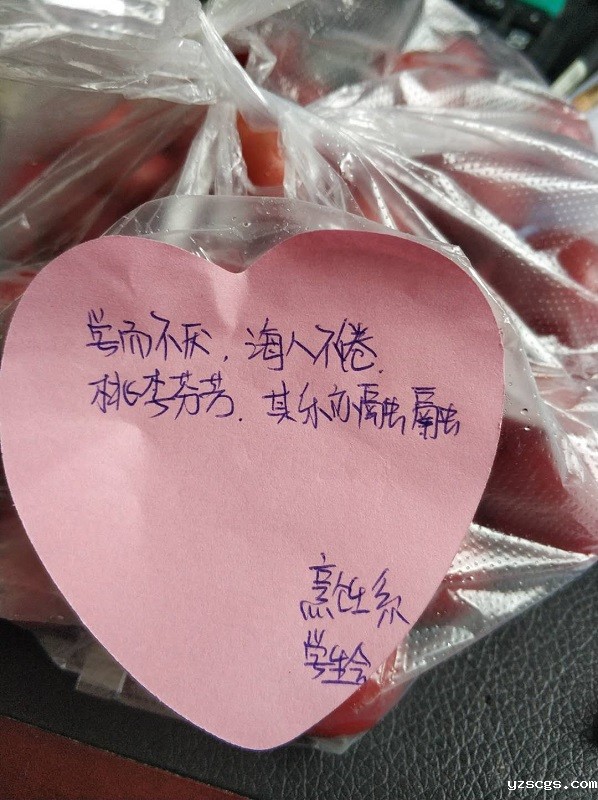 学而不厌，海人不倦.
桃李芬芳.其乐亦融融
烹饪系
学生会
yzscgs.com